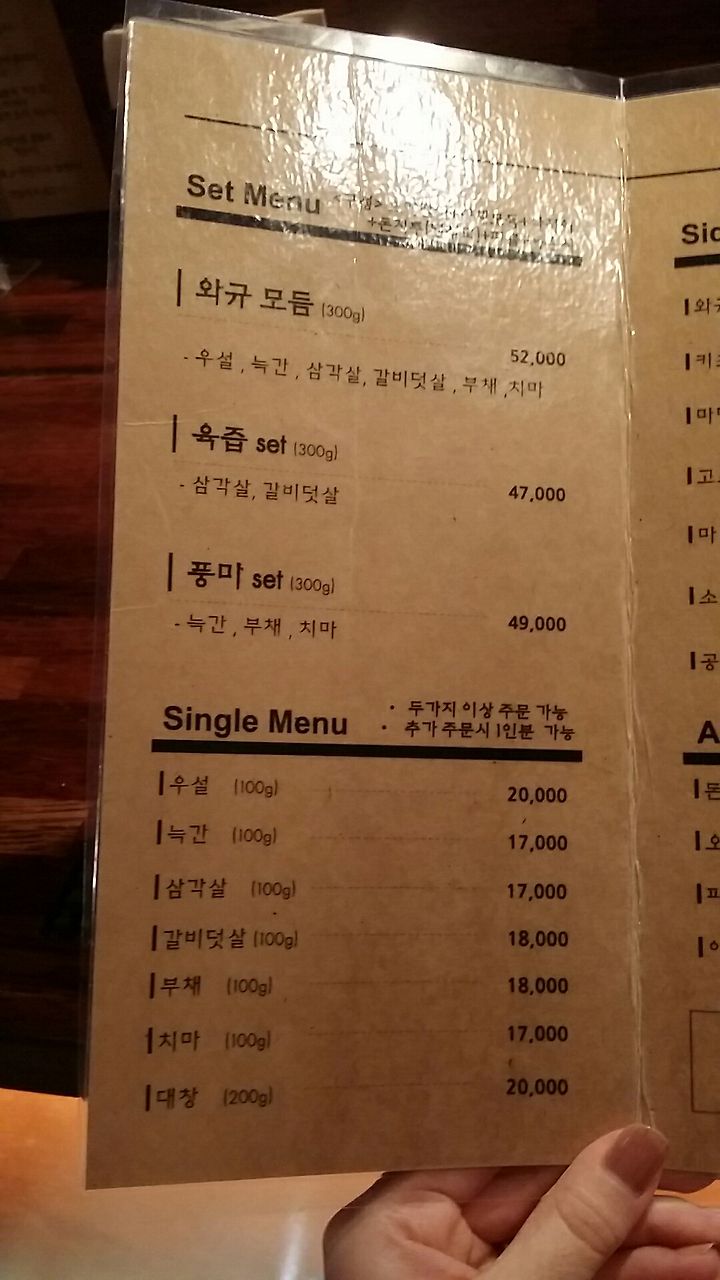 Set Menu
와규 모듬 (300g)
52,000
- 우설 , 늑간 , 삼각살, 갈비덧살 , 부채 ,치마
육즙 set (300g)
- 삼각살, 갈비덧살 47,000
풍마 set (300g)
- 늑간 , 부채 , 치마 49,000
Single Menu
• 두가지 이상 주문 가능
• 추가 주문시 1인분 가능
우설 (100g) 20,000
늑간 (100g) 17,000
삼각살 (100g) 17,000
갈비덧살 (100g) 18,000
부채 (100g) 18,000
치마 (100g) 17,000
대창 (200g) 20,000